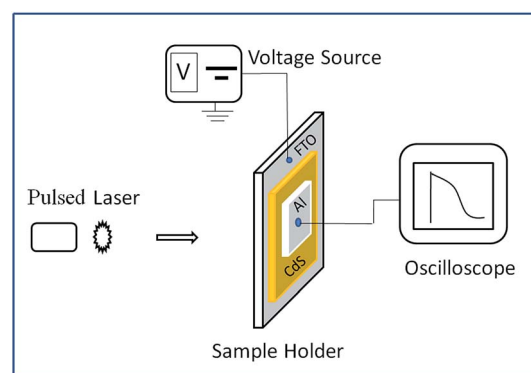 V
Voltage Source
FTO
Pulsed Laser
Al
CdS
Oscilloscope
Sample Holder